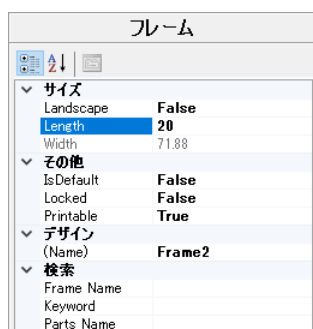 フレーム
サイズ
Landscape False
Length 20
Width 71.88
その他
IsDefault False
Locked False
Printable True
デザイン
(Name) Frame2
検索
Frame Name
Keyword
Parts Name